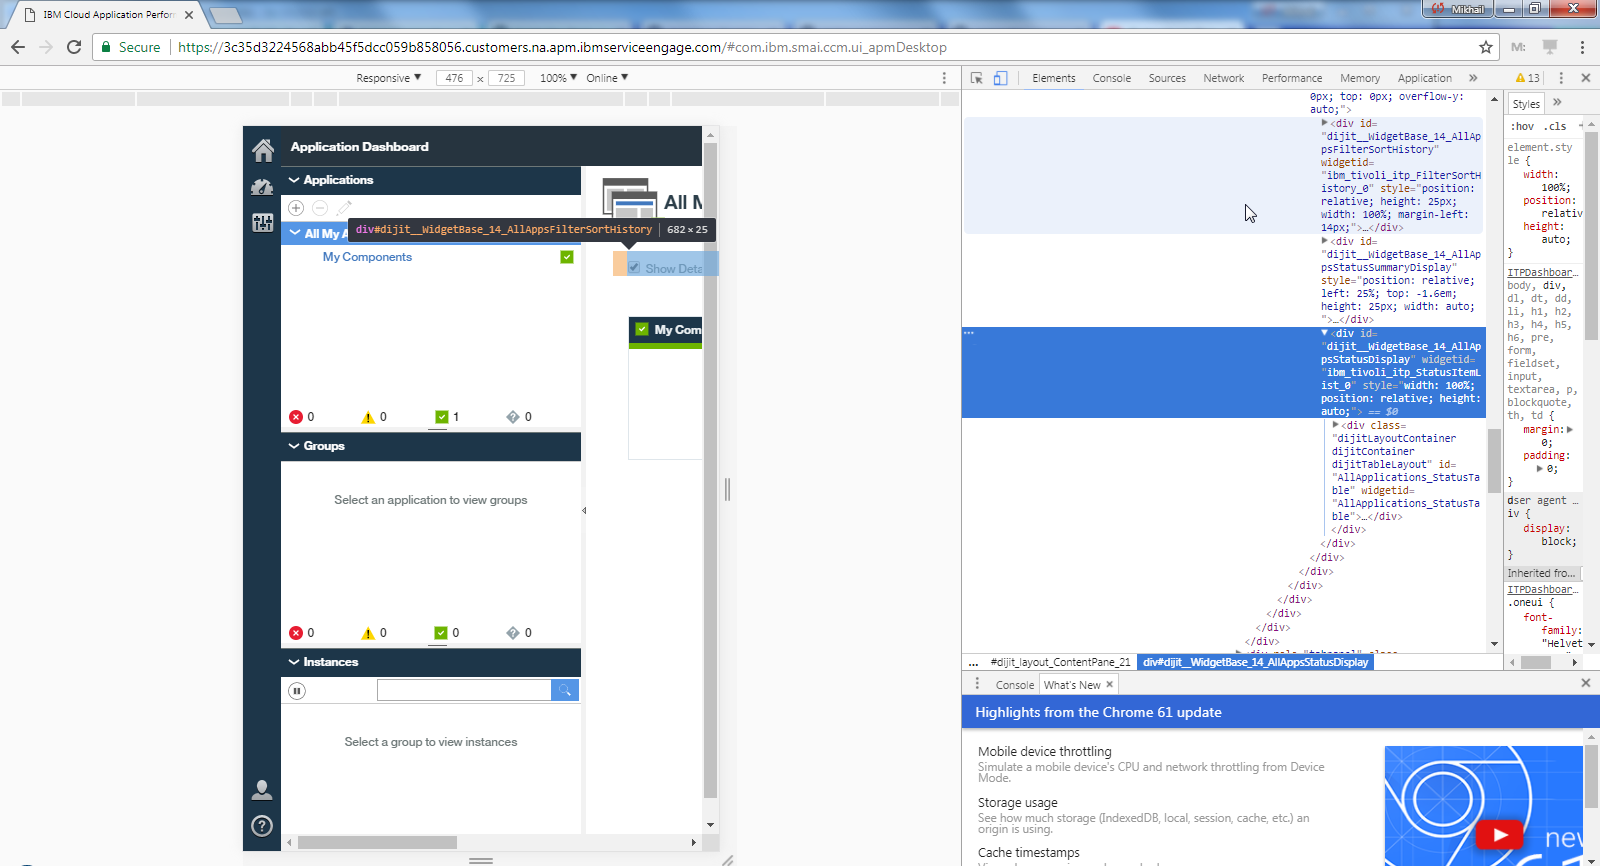 IBM Cloud Application Perfor
Mikhail
Secure
https://3c35d3224568abb45f5dcc059b858056.customers.na.apm.ibmserviceengage.com/#com.ibm.smai.ccm.ui_apmDesktop
M:
Responsive ▼ 476 × 725 100% ▼ Online ▼
Application Dashboard
Applications
All My A
My Components
0 0 1 0
Groups
Select an application to view groups
0 0 0 0
Instances
Select a group to view instances
All M
div#dijit__WidgetBase_14_AllAppsFilterSortHistory 682 × 25
Show Deta
My Com
Elements Console Sources Network Performance Memory Application » 13
0px; top: 0px; overflow-y:
auto;">
<div id=
"dijit__WidgetBase_14_AllAp
psFilterSortHistory"
widgetid=
"ibm_tivoli_itp_FilterSortH
istory_0" style="position:
relative; height: 25px;
width: 100%; margin-left:
14px;">…</div>
<div id=
"dijit__WidgetBase_14_AllAp
psStatusSummaryDisplay"
style="position: relative;
left: 25%; top: -1.6em;
height: 25px; width: auto;
">…</div>
<div id=
"dijit__WidgetBase_14_AllAp
psStatusDisplay" widgetid=
"ibm_tivoli_itp_StatusItemL
ist_0" style="width: 100%;
position: relative; height:
auto;"> == $0
<div class=
"dijitLayoutContainer
dijitContainer
dijitTableLayout" id=
"AllApplications_StatusTa
ble" widgetid=
"AllApplications_StatusTa
ble">…</div>
</div>
</div>
</div>
</div>
</div>
</div>
</div>
</div>
</div>
... #dijit_layout_ContentPane_21 div#dijit__WidgetBase_14_AllAppsStatusDisplay
Styles »
:hov .cls +
element.sty
le {
width:
100%;
position:
relativ
height:
auto;
}
ITPDashboar…
body, div,
dl, dt, dd,
li, h1, h2,
h3, h4, h5,
h6, pre,
form,
fieldset,
input,
textarea, p,
blockquote,
th, td {
margin:
0;
padding:
0;
}
user agent …
div {
display:
block;
}
Inherited fro…
ITPDashboar…
.oneui {
font-
family:
"Helvet
Console What's New ×
Highlights from the Chrome 61 update
Mobile device throttling
Simulate a mobile device's CPU and network throttling from Device
Mode.
Storage usage
See how much storage (IndexedDB, local, session, cache, etc.) an
origin is using.
Cache timestamps
new